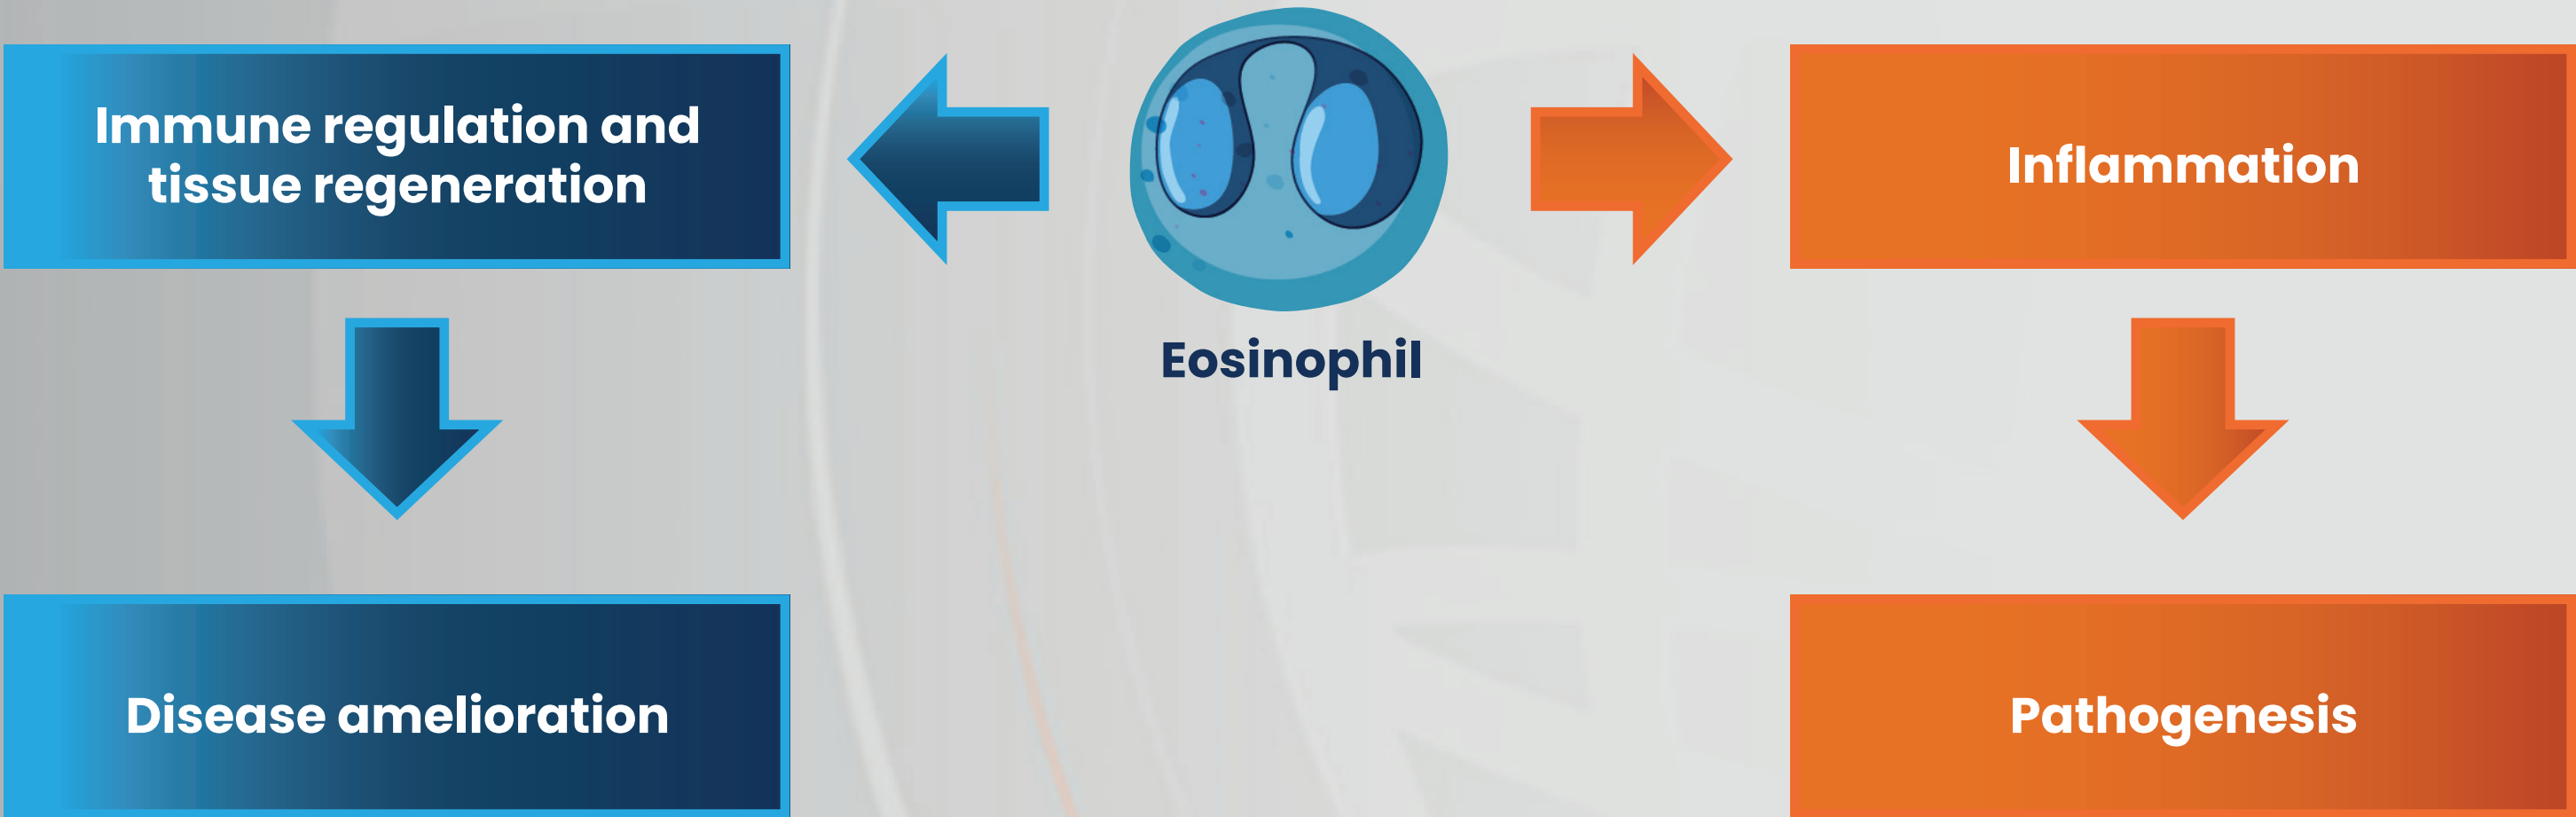 Immune regulation and
tissue regeneration
Eosinophil
Inflammation
Disease amelioration
Pathogenesis